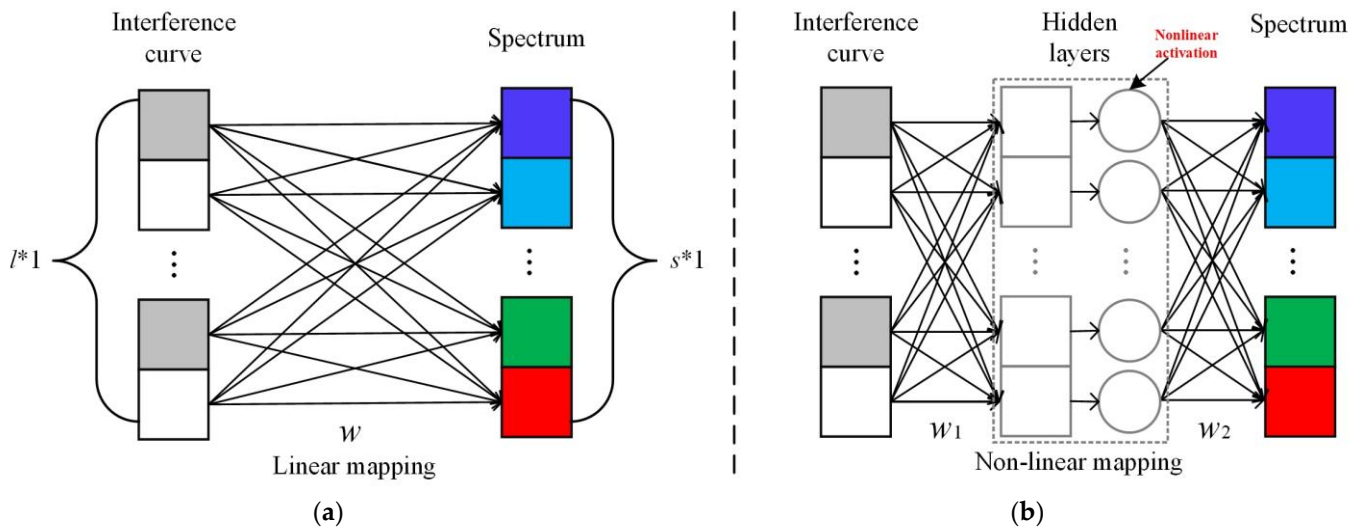 Interference
curve
Spectrum
l*1
s*1
w
Linear mapping
(a)
Interference
curve
Hidden
layers
Nonlinear
activation
Spectrum
w1
w2
Non-linear mapping
(b)